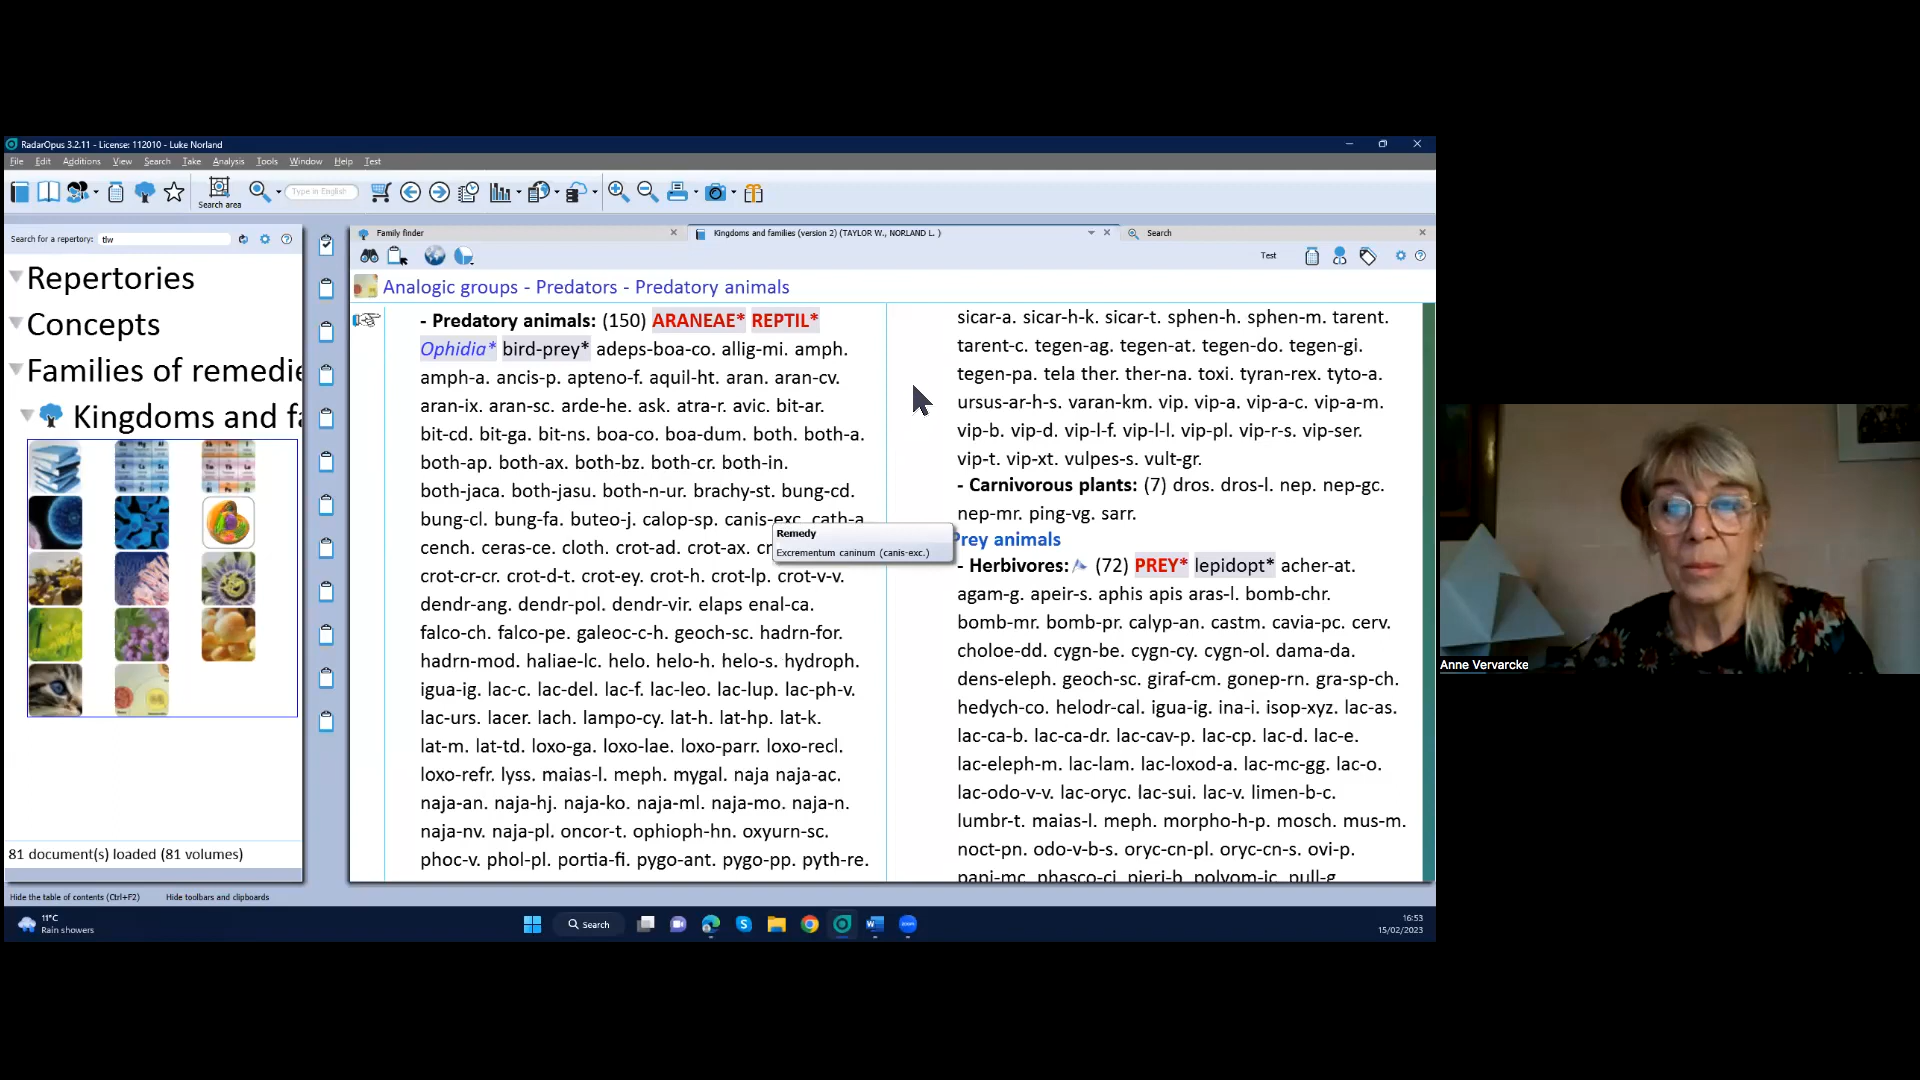 RadarOpus 3.2.11 - License: 112010 - Luke Norland
File Edit Additions View Search Take Analysis Tools Window Help Test
Search area
Type in English
Search for a repertory: tlw
Repertories
Concepts
Families of remedie
Kingdoms and fa
81 document(s) loaded (81 volumes)
Hide the table of contents (Ctrl+F2) Hide toolbars and clipboards
Family finder
Kingdoms and families (version 2) (TAYLOR W., NORLAND L. )
Search
Test
Analogic groups - Predators - Predatory animals
- Predatory animals: (150) ARANEAE* REPTIL*
Ophidia* bird-prey* adeps-boa-co. allig-mi. amph.
amph-a. ancis-p. apteno-f. aquil-ht. aran. aran-cv.
aran-ix. aran-sc. arde-he. ask. atra-r. avic. bit-ar.
bit-cd. bit-ga. bit-ns. boa-co. boa-dum. both. both-a.
both-ap. both-ax. both-bz. both-cr. both-in.
both-jaca. both-jasu. both-n-ur. brachy-st. bung-cd.
bung-cl. bung-fa. buteo-j. calop-sp. canis-exc. cath-a.
cench. ceras-ce. cloth. crot-ad. crot-ax.
crot-cr-cr. crot-d-t. crot-ey. crot-h. crot-lp. crot-v-v.
dendr-ang. dendr-pol. dendr-vir. elaps enal-ca.
falco-ch. falco-pe. galeoc-c-h. geoch-sc. hadrn-for.
hadrn-mod. haliae-lc. helo. helo-h. helo-s. hydroph.
igua-ig. lac-c. lac-del. lac-f. lac-leo. lac-lup. lac-ph-v.
lac-urs. lacer. lach. lampo-cy. lat-h. lat-hp. lat-k.
lat-m. lat-td. loxo-ga. loxo-lae. loxo-parr. loxo-recl.
loxo-refr. lyss. maias-l. meph. mygal. naja naja-ac.
naja-an. naja-hj. naja-ko. naja-ml. naja-mo. naja-n.
naja-nv. naja-pl. oncor-t. ophioph-hn. oxyurn-sc.
phoc-v. phol-pl. portia-fi. pygo-ant. pygo-pp. pyth-re.
Remedy
Excrementum caninum (canis-exc.)
sicar-a. sicar-h-k. sicar-t. sphen-h. sphen-m. tarent.
tarent-c. tegen-ag. tegen-at. tegen-do. tegen-gi.
tegen-pa. tela ther. ther-na. toxi. tyran-rex. tyto-a.
ursus-ar-h-s. varan-km. vip. vip-a. vip-a-c. vip-a-m.
vip-b. vip-d. vip-l-f. vip-l-l. vip-pl. vip-r-s. vip-ser.
vip-t. vip-xt. vulpes-s. vult-gr.
- Carnivorous plants: (7) dros. dros-l. nep. nep-gc.
nep-mr. ping-vg. sarr.
Prey animals
- Herbivores: (72) PREY* lepidopt* acher-at.
agam-g. apeir-s. aphis apis aras-l. bomb-chr.
bomb-mr. bomb-pr. calyp-an. castm. cavia-pc. cerv.
choloe-dd. cygn-be. cygn-cy. cygn-ol. dama-da.
dens-eleph. geoch-sc. giraf-cm. gonep-rn. gra-sp-ch.
hedych-co. helodr-cal. igua-ig. ina-i. isop-xyz. lac-as.
lac-ca-b. lac-ca-dr. lac-cav-p. lac-cp. lac-d. lac-e.
lac-eleph-m. lac-lam. lac-loxod-a. lac-mc-gg. lac-o.
lac-odo-v-v. lac-oryc. lac-sui. lac-v. limen-b-c.
lumbr-t. maias-l. meph. morpho-h-p. mosch. mus-m.
noct-pn. odo-v-b-s. oryc-cn-pl. oryc-cn-s. ovi-p.
papi-mc. phasco-ci. pieri-b. polyom-ic. pull-g.
11°C
Rain showers
Search
16:53
15/02/2023
Anne Vervarcke